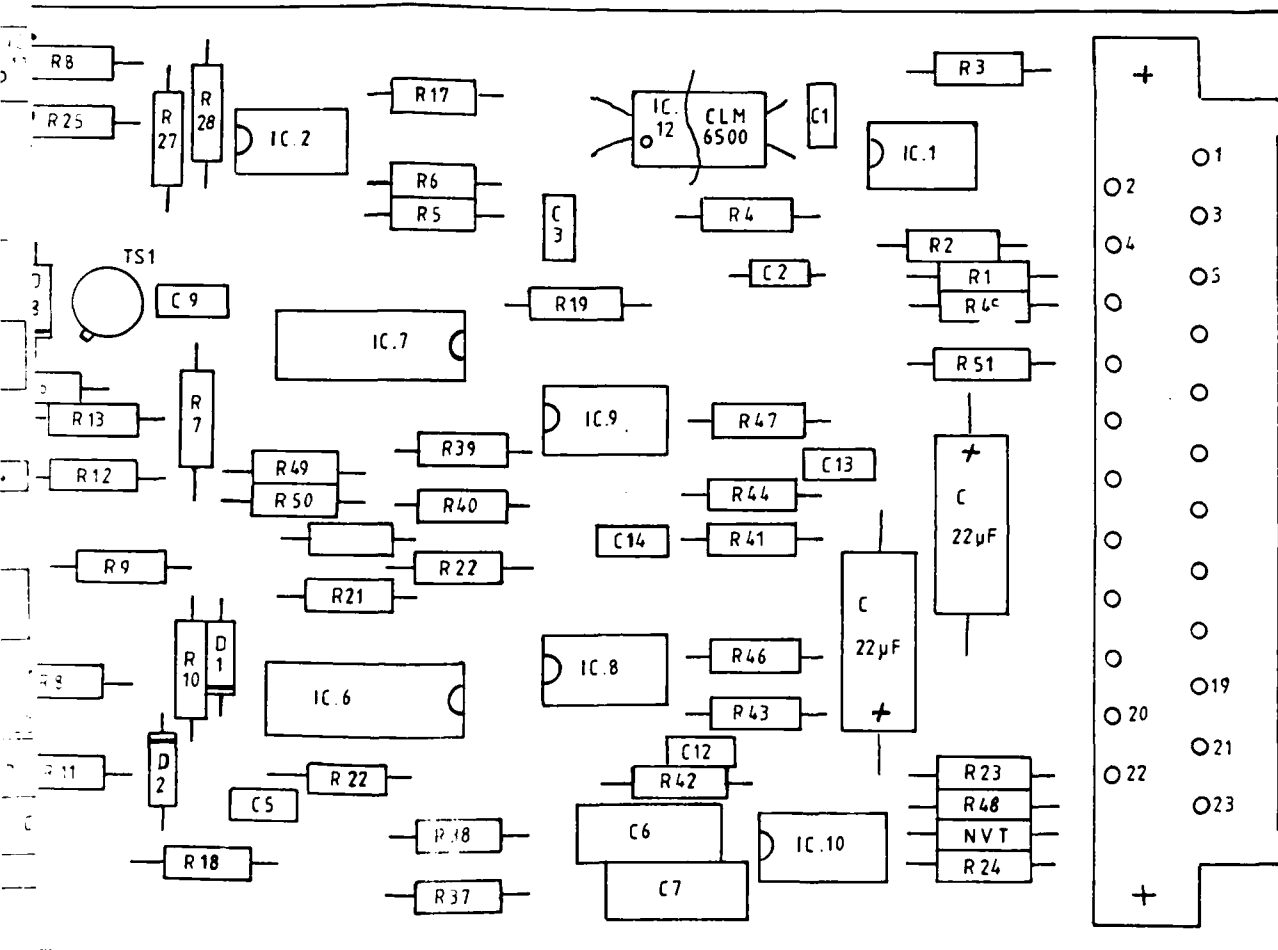 R8
R25
R
27
R
28
IC.2
R17
R6
R5
C
3
IC.
12
CLM
6500
C1
R3
IC.1
R4
C2
R2
R1
R51
R19
TS1
C9
IC.7
R13
R12
R
7
R49
R50
R39
R40
R22
R21
R9
IC.9
R47
C13
R44
R41
C14
+
C
22µF
C
22µF
+
R
10
D
1
D
2
IC.6
IC.8
R46
R43
C12
R42
R22
C5
R18
R38
R37
C6
C7
IC.10
R23
R48
NVT
R24
+
1
2
3
4
5
19
20
21
22
23
+